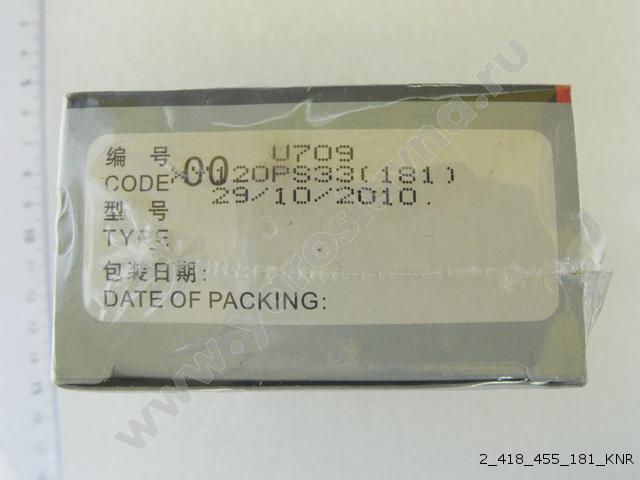 编 号 U709
CODE 00 120PS33(181)
型 号 29/10/2010.
TYPE
包装日期:
DATE OF PACKING:
www.ydroskvna.ru
2_418_455_181_KNR